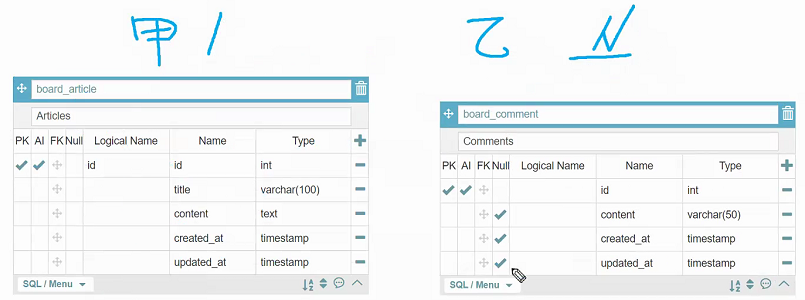 甲 1
乙 N
board_article
Articles
PK AI FK Null Logical Name Name Type
id id int
title varchar(100)
content text
created_at timestamp
updated_at timestamp
SQL / Menu
board_comment
Comments
PK AI FK Null Logical Name Name Type
id int
content varchar(50)
created_at timestamp
updated_at timestamp
SQL / Menu